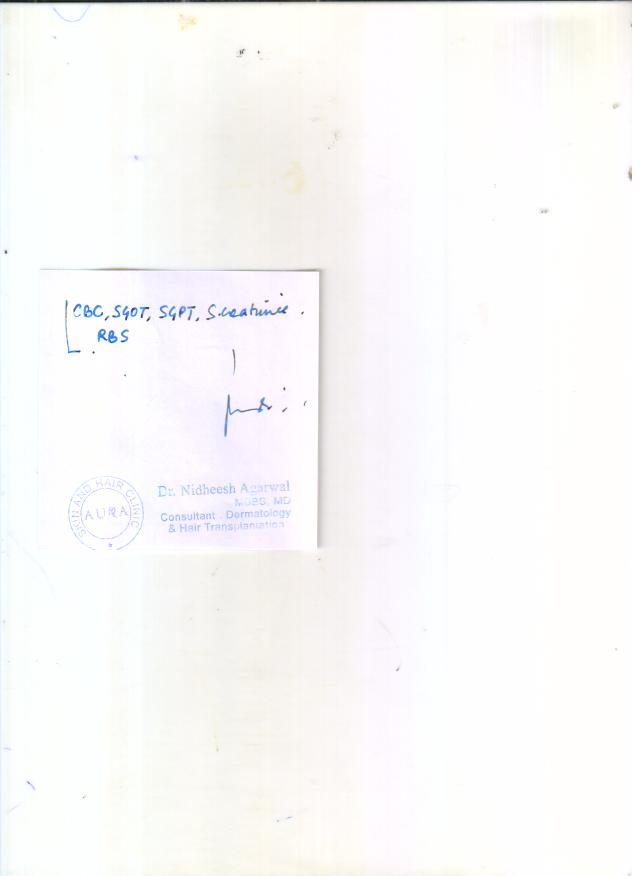 CBC, SGOT, SGPT, S.creatinine.
RBS
Dr. Nidheesh Agarwal
MBBS, MD
Consultant . Dermatology
& Hair Transplantation
SKIN AND HAIR CLINIC
AURA